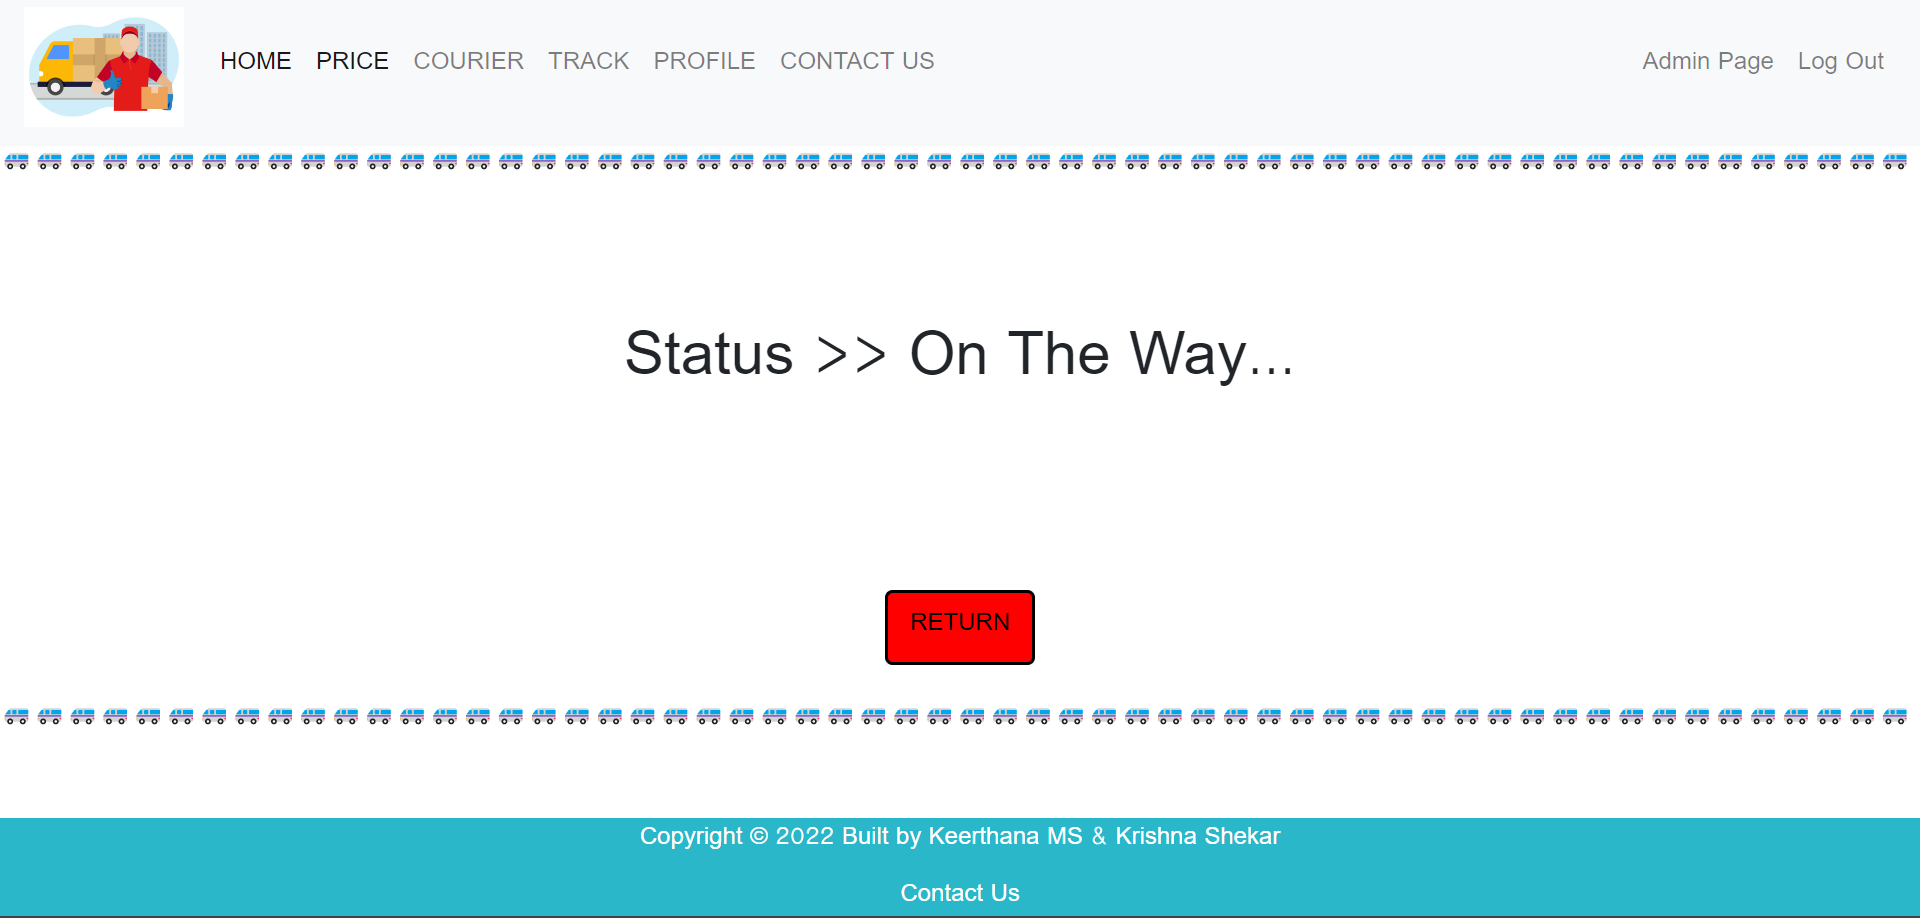 HOME PRICE COURIER TRACK PROFILE CONTACT US Admin Page Log Out
Status >> On The Way...
RETURN
Copyright © 2022 Built by Keerthana MS & Krishna Shekar
Contact Us